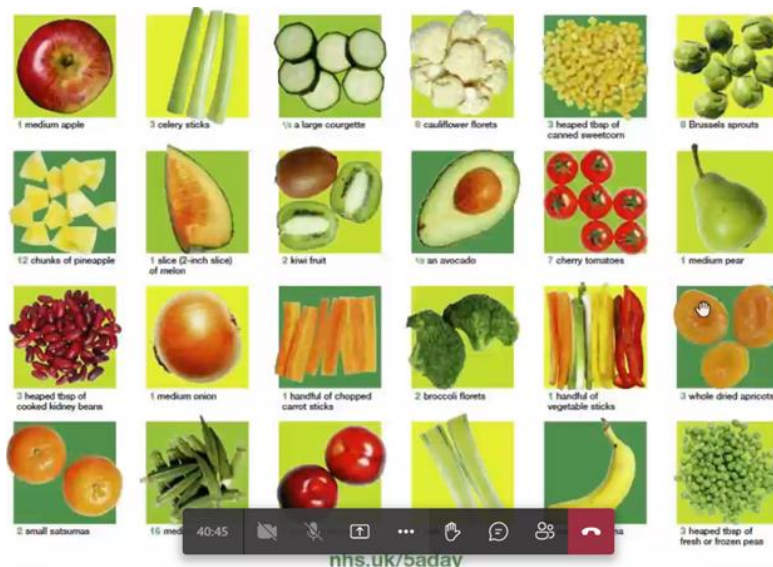 1 medium apple
3 celery sticks
½ a large courgette
8 cauliflower florets
3 heaped tbsp of
canned sweetcorn
8 Brussels sprouts
12 chunks of pineapple
1 slice (2-inch slice)
of melon
2 kiwi fruit
½ an avocado
7 cherry tomatoes
1 medium pear
3 heaped tbsp of
cooked kidney beans
1 medium onion
1 handful of chopped
carrot sticks
2 broccoli florets
1 handful of
vegetable sticks
3 whole dried apricots
2 small satsumas
16 med
3 heaped tbsp of
fresh or frozen peas
40:45
nhs.uk/5aday